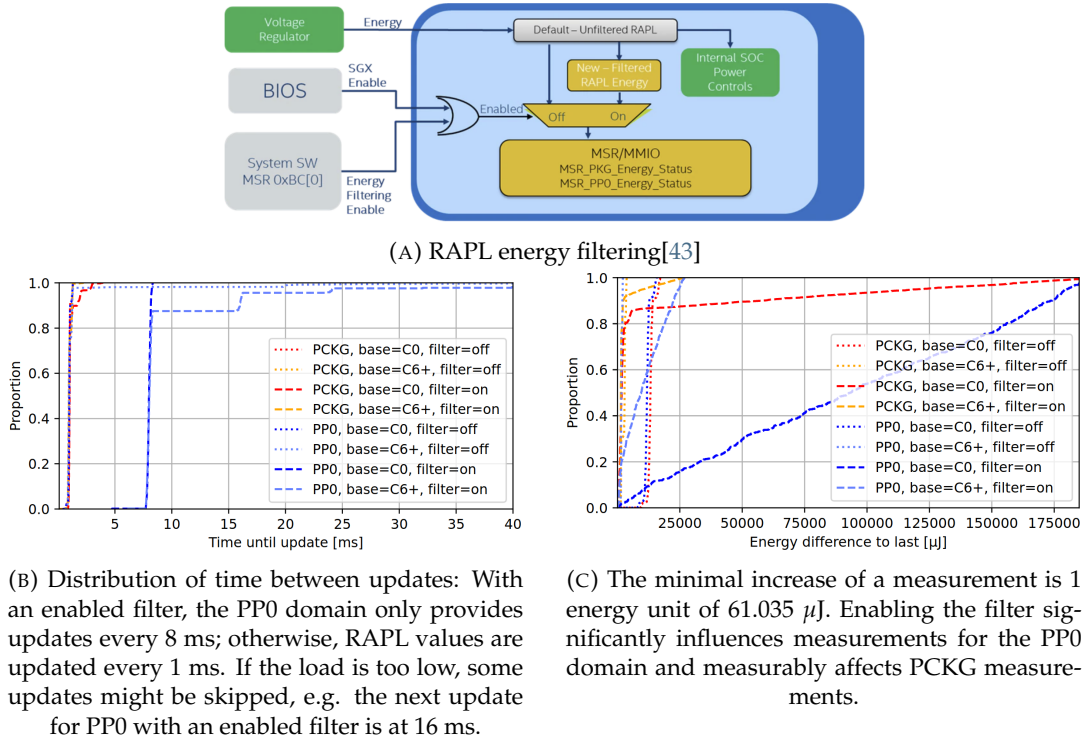 Voltage
Regulator
Energy
Default – Unfiltered RAPL
New – Filtered
RAPL Energy
Internal SOC
Power
Controls
BIOS
SGX
Enable
Enabled
Off
On
System SW
MSR 0xBC[0]
Energy
Filtering
Enable
MSR/MMIO
MSR_PKG_Energy_Status
MSR_PP0_Energy_Status
(A) RAPL energy filtering[43]
Proportion
1.0
0.8
0.6
0.4
0.2
0.0
PCKG, base=C0, filter=off
PCKG, base=C6+, filter=off
PCKG, base=C0, filter=on
PCKG, base=C6+, filter=on
PP0, base=C0, filter=off
PP0, base=C6+, filter=off
PP0, base=C0, filter=on
PP0, base=C6+, filter=on
5 10 15 20 25 30 35 40
Time until update [ms]
(B) Distribution of time between updates: With
an enabled filter, the PP0 domain only provides
updates every 8 ms; otherwise, RAPL values are
updated every 1 ms. If the load is too low, some
updates might be skipped, e.g. the next update
for PP0 with an enabled filter is at 16 ms.
Proportion
1.0
0.8
0.6
0.4
0.2
0.0
PCKG, base=C0, filter=off
PCKG, base=C6+, filter=off
PCKG, base=C0, filter=on
PCKG, base=C6+, filter=on
PP0, base=C0, filter=off
PP0, base=C6+, filter=off
PP0, base=C0, filter=on
PP0, base=C6+, filter=on
25000 50000 75000 100000 125000 150000 175000
Energy difference to last [μJ]
(C) The minimal increase of a measurement is 1
energy unit of 61.035 μJ. Enabling the filter sig-
nificantly influences measurements for the PP0
domain and measurably affects PCKG measure-
ments.